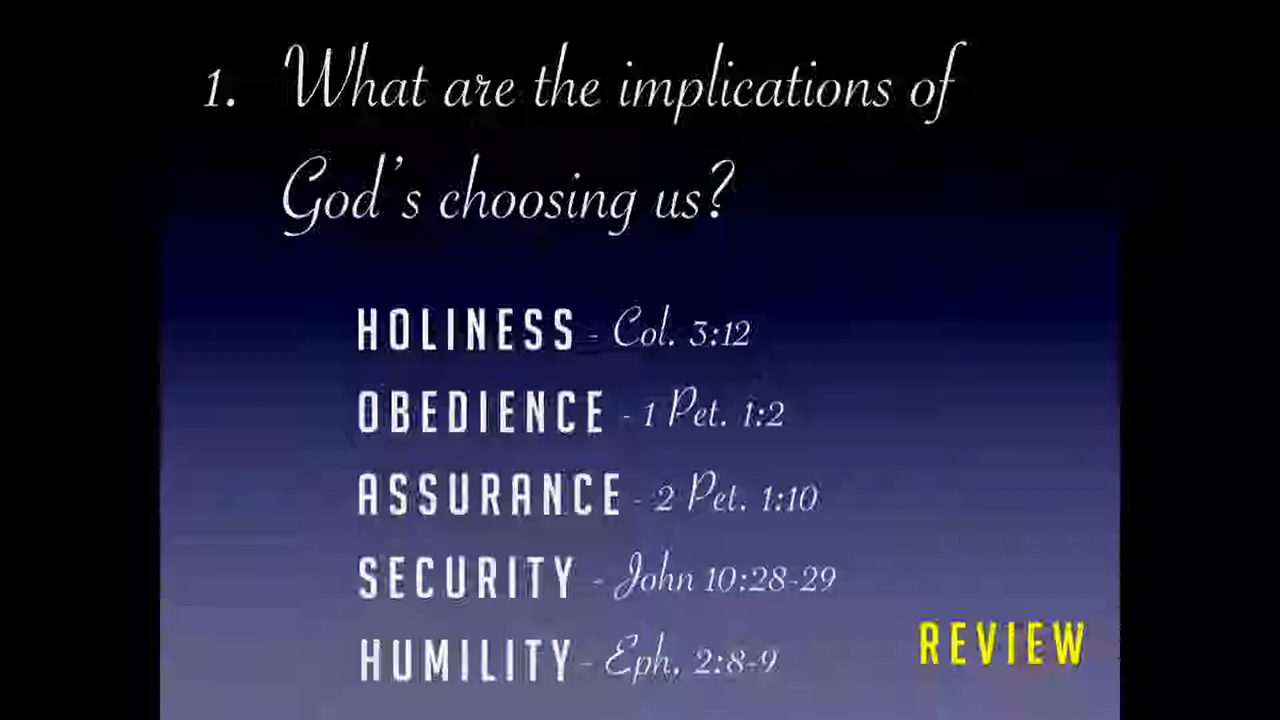 1. What are the implications of
God's choosing us?
HOLINESS - Col. 3:12
OBEDIENCE - 1 Pet. 1:2
ASSURANCE - 2 Pet. 1:10
SECURITY - John 10:28-29
HUMILITY - Eph. 2:8-9
REVIEW